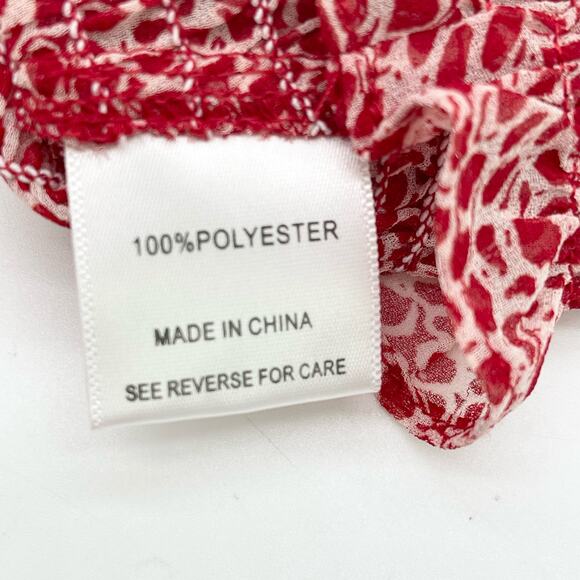 100%POLYESTER
MADE IN CHINA
SEE REVERSE FOR CARE